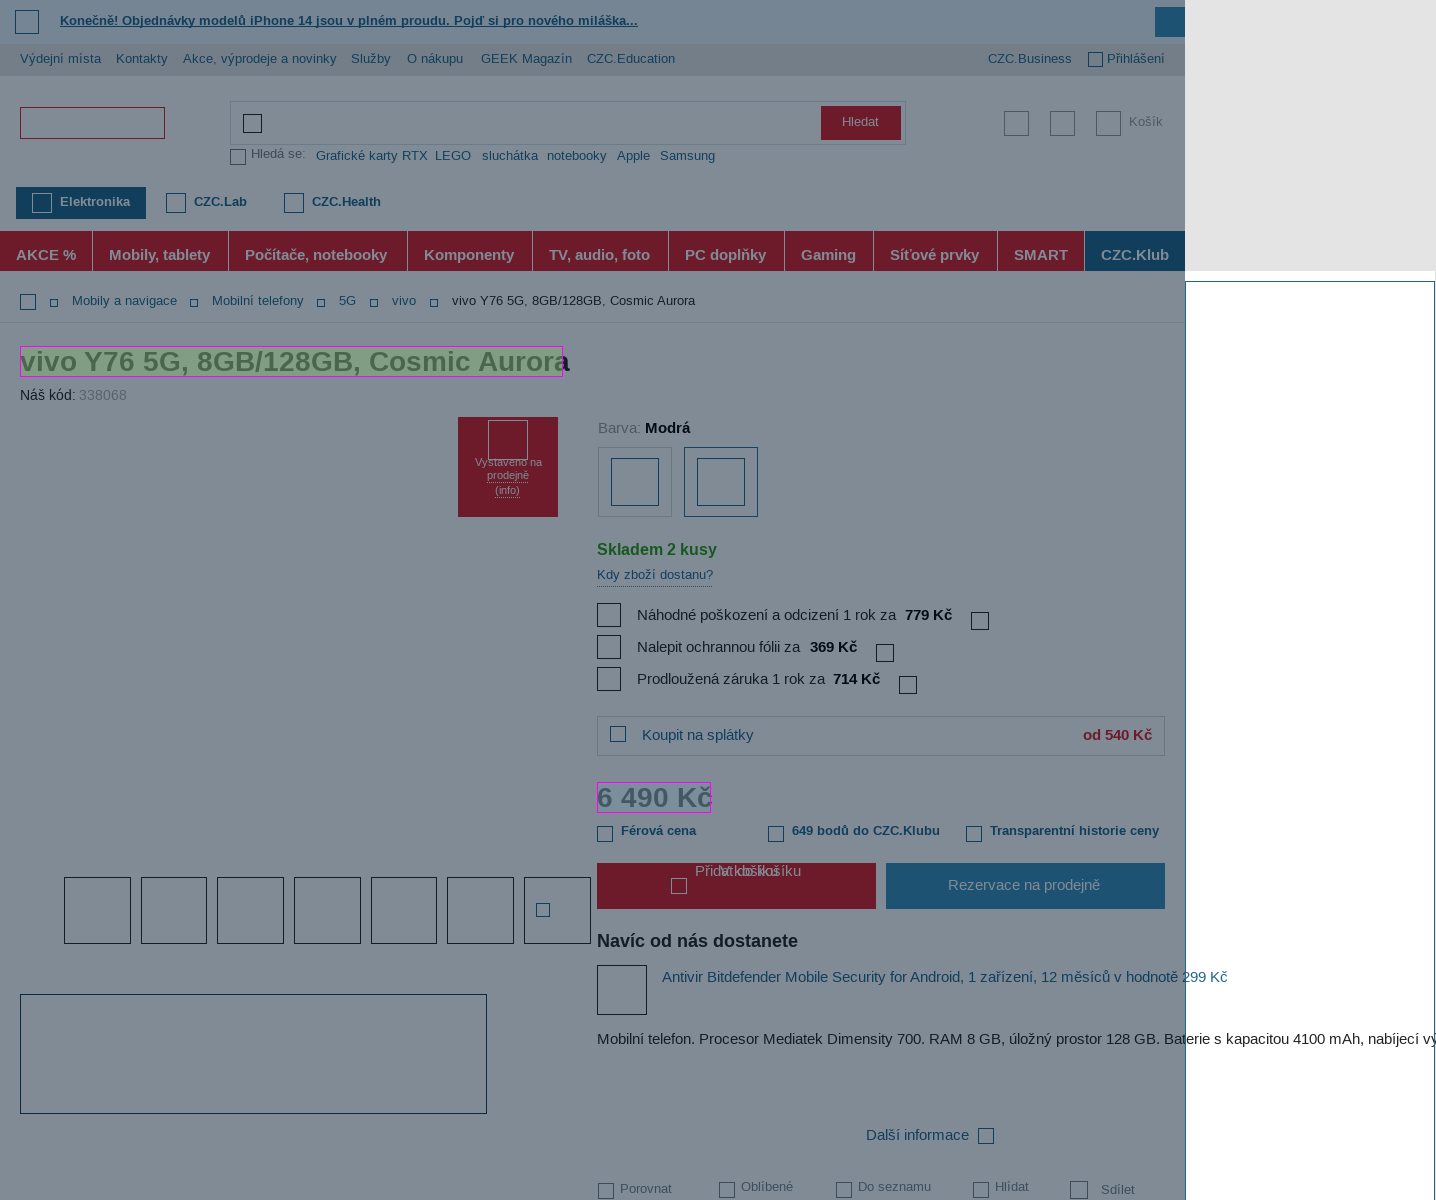 Konečně! Objednávky modelů iPhone 14 jsou v plném proudu. Pojď si pro nového miláška...
Výdejní místa Kontakty Akce, výprodeje a novinky Služby O nákupu GEEK Magazín CZC.Education CZC.Business Přihlášení
Hledat Košík
Hledá se: Grafické karty RTX LEGO sluchátka notebooky Apple Samsung
Elektronika CZC.Lab CZC.Health
AKCE % Mobily, tablety Počítače, notebooky Komponenty TV, audio, foto PC doplňky Gaming Síťové prvky SMART CZC.Klub
Mobily a navigace Mobilní telefony 5G vivo vivo Y76 5G, 8GB/128GB, Cosmic Aurora
vivo Y76 5G, 8GB/128GB, Cosmic Aurora
Náš kód: 338068
Vystaveno na
prodejně
(info)
Barva: Modrá
Skladem 2 kusy
Kdy zboží dostanu?
Náhodné poškození a odcizení 1 rok za 779 Kč
Nalepit ochrannou fólii za 369 Kč
Prodloužená záruka 1 rok za 714 Kč
Koupit na splátky od 540 Kč
6 490 Kč
Férová cena 649 bodů do CZC.Klubu Transparentní historie ceny
Přidat do košíku
V košíku
Rezervace na prodejně
Navíc od nás dostanete
Antivir Bitdefender Mobile Security for Android, 1 zařízení, 12 měsíců v hodnotě 299 Kč
Mobilní telefon. Procesor Mediatek Dimensity 700. RAM 8 GB, úložný prostor 128 GB. Baterie s kapacitou 4100 mAh, nabíjecí vý
Další informace
Porovnat Oblíbené Do seznamu Hlídat Sdílet